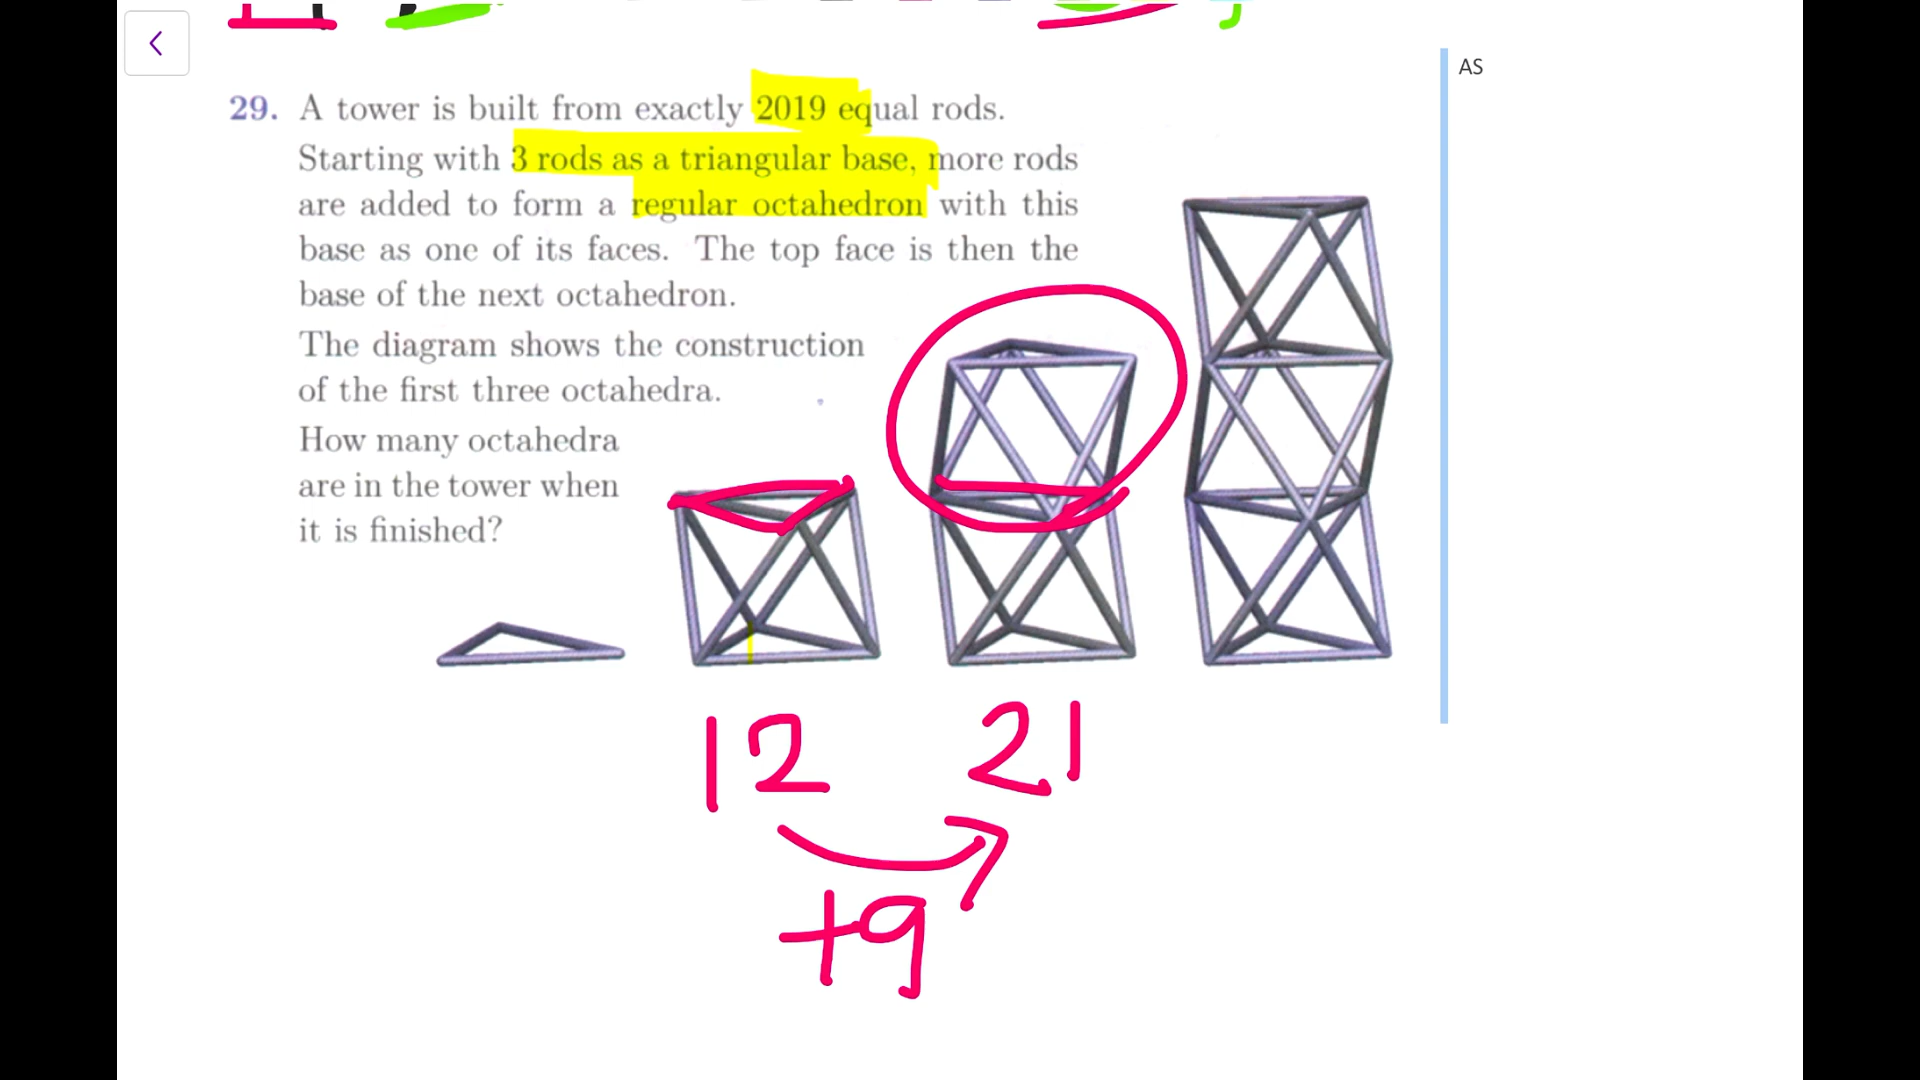 29. A tower is built from exactly 2019 equal rods.
Starting with 3 rods as a triangular base, more rods
are added to form a regular octahedron with this
base as one of its faces. The top face is then the
base of the next octahedron.
The diagram shows the construction
of the first three octahedra.
How many octahedra
are in the tower when
it is finished?
AS
12 21
+9